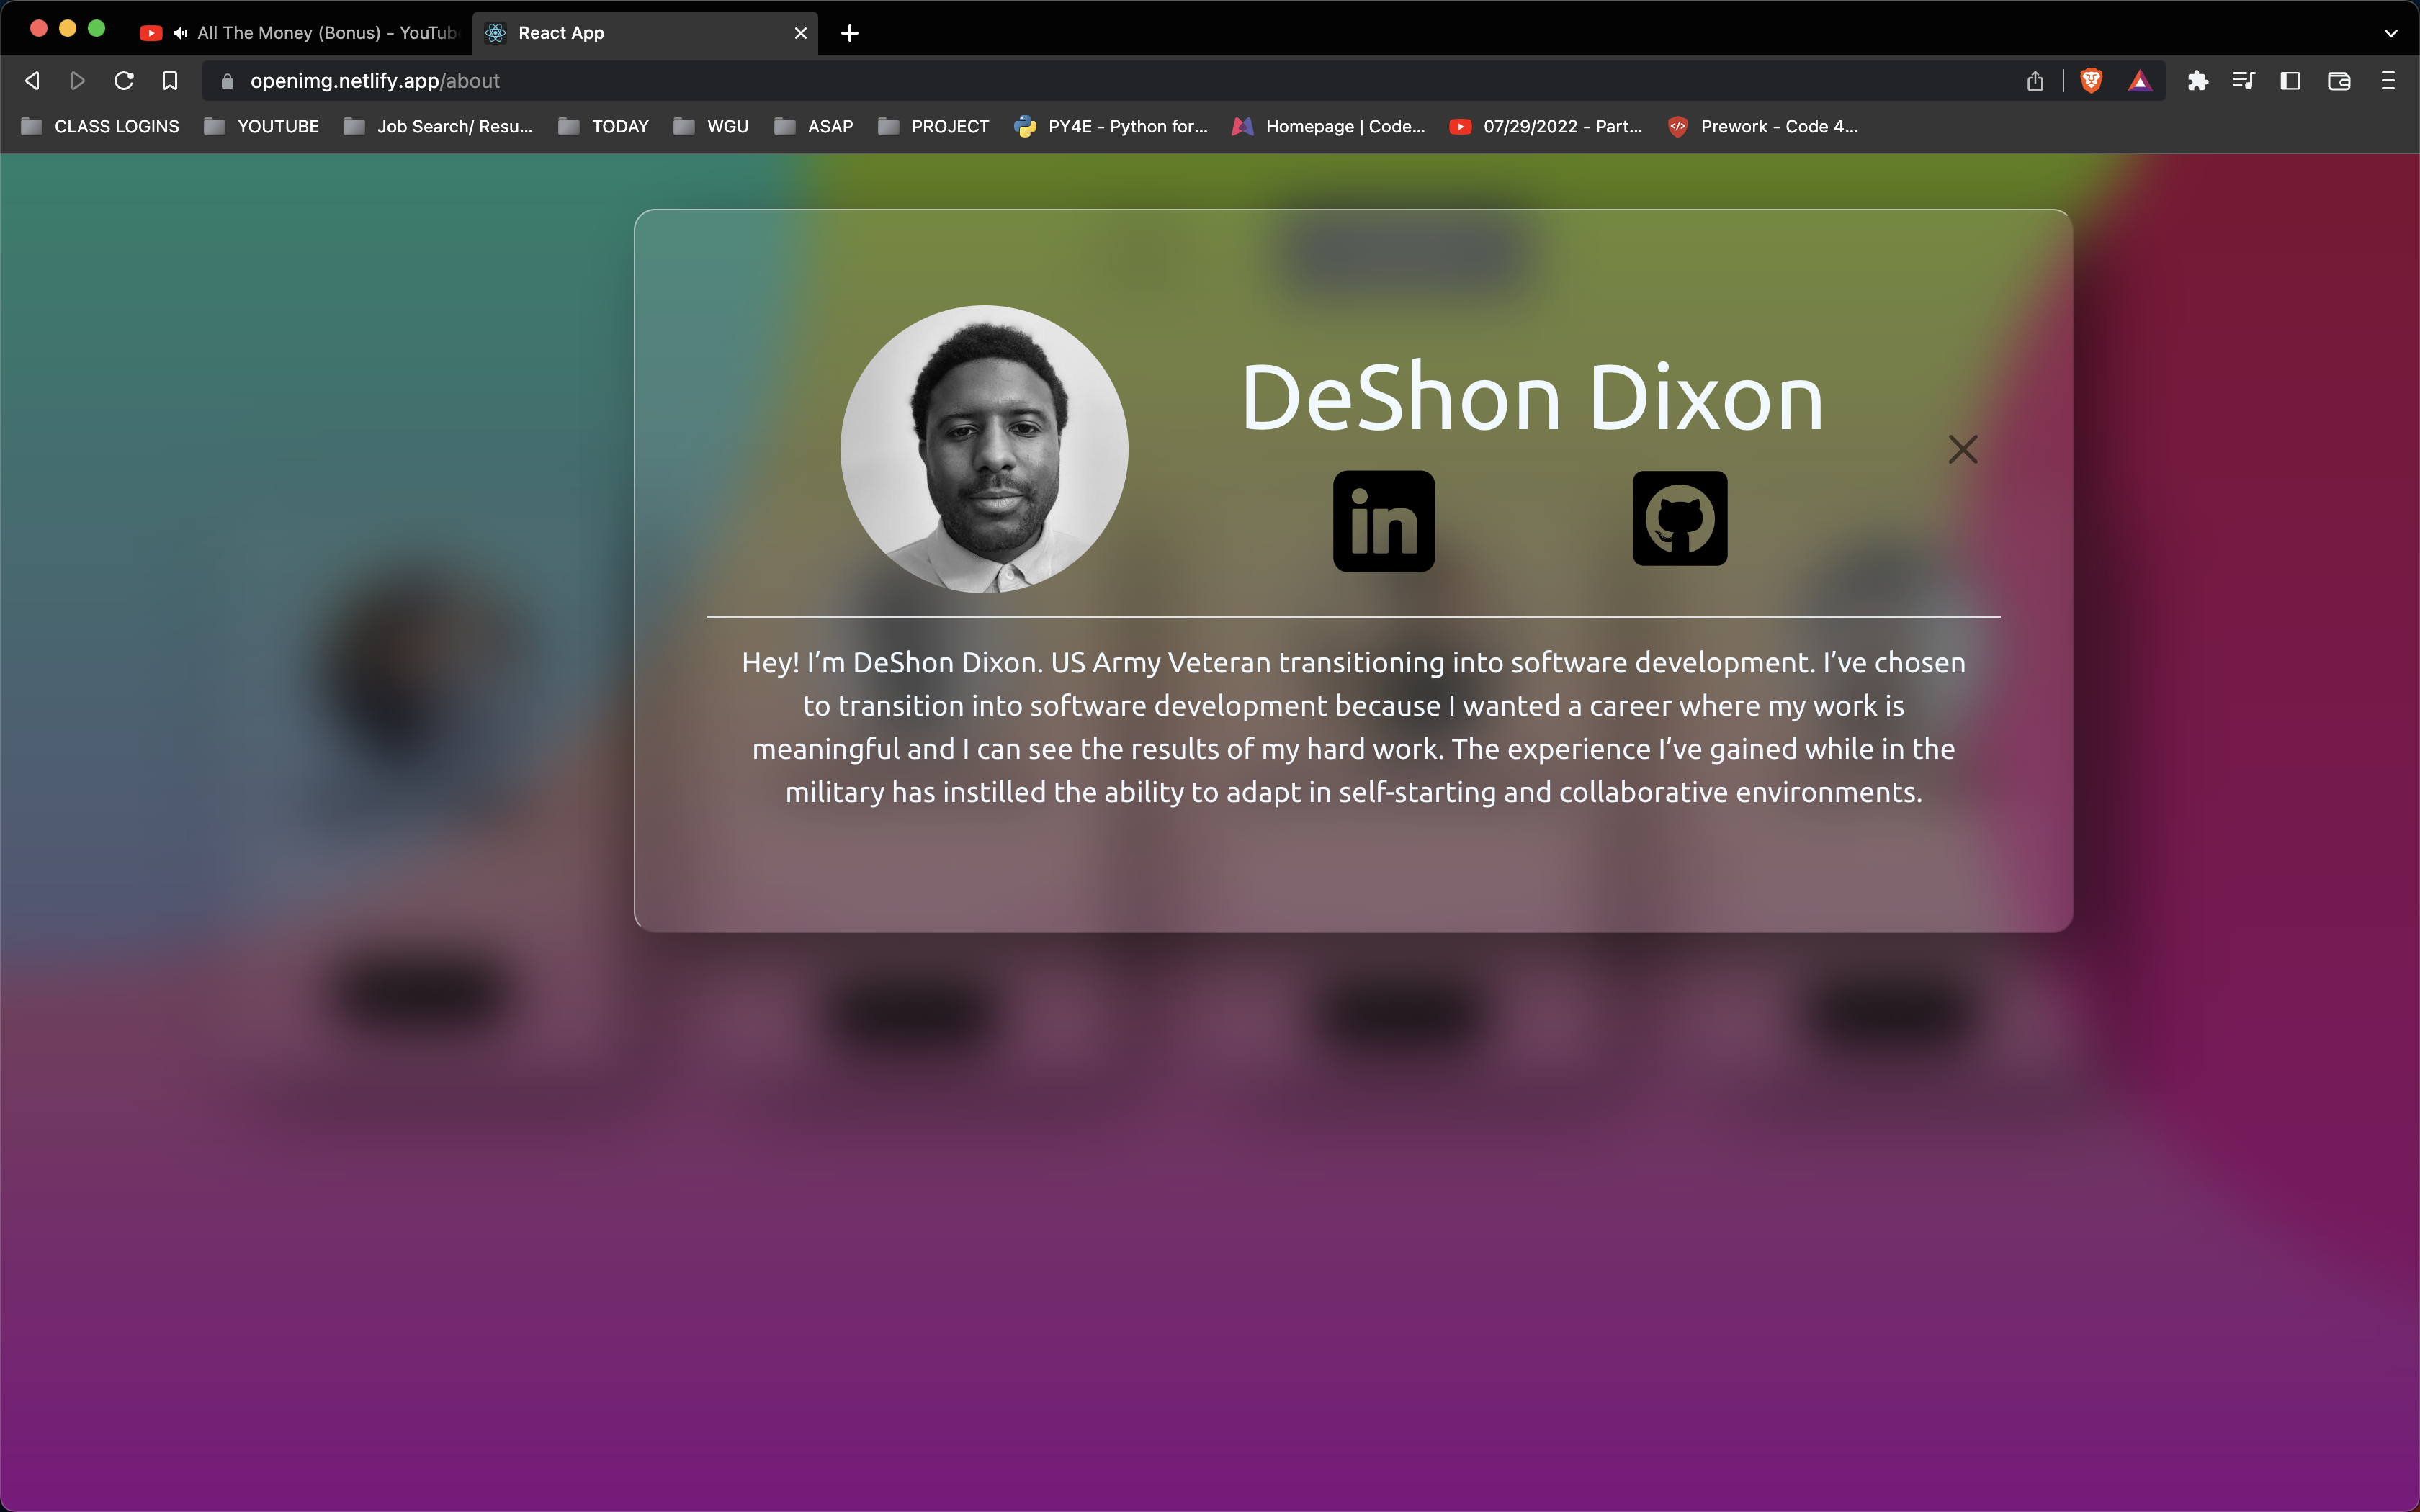 All The Money (Bonus) - YouTub
React App
openimg.netlify.app/about
CLASS LOGINS
YOUTUBE
Job Search/ Resu...
TODAY
WGU
ASAP
PROJECT
PY4E - Python for...
Homepage | Code...
07/29/2022 - Part...
Prework - Code 4...
DeShon Dixon
in
Hey! I’m DeShon Dixon. US Army Veteran transitioning into software development. I’ve chosen
to transition into software development because I wanted a career where my work is
meaningful and I can see the results of my hard work. The experience I’ve gained while in the
military has instilled the ability to adapt in self-starting and collaborative environments.